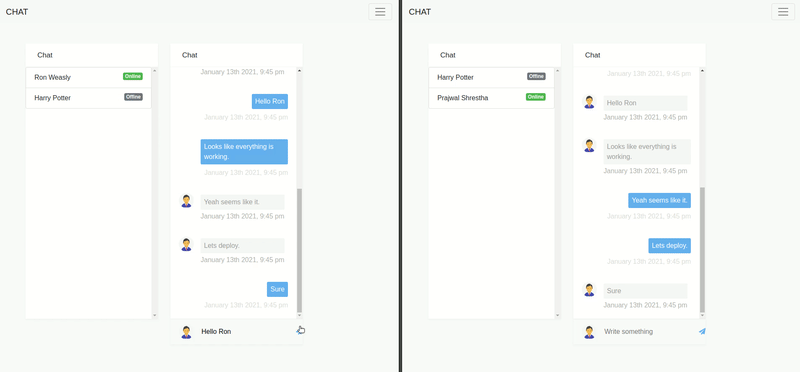 CHAT
Chat
Ron Weasly Online
Harry Potter Offline
Chat
January 13th 2021, 9:45 pm
Hello Ron
January 13th 2021, 9:45 pm
Looks like everything is
working.
January 13th 2021, 9:45 pm
Yeah seems like it.
January 13th 2021, 9:45 pm
Lets deploy.
January 13th 2021, 9:45 pm
Sure
January 13th 2021, 9:45 pm
Hello Ron
CHAT
Chat
Harry Potter Offline
Prajwal Shrestha Online
Chat
January 13th 2021, 9:45 pm
Hello Ron
January 13th 2021, 9:45 pm
Looks like everything is
working.
January 13th 2021, 9:45 pm
Yeah seems like it.
January 13th 2021, 9:45 pm
Lets deploy.
January 13th 2021, 9:45 pm
Sure
January 13th 2021, 9:45 pm
Write something